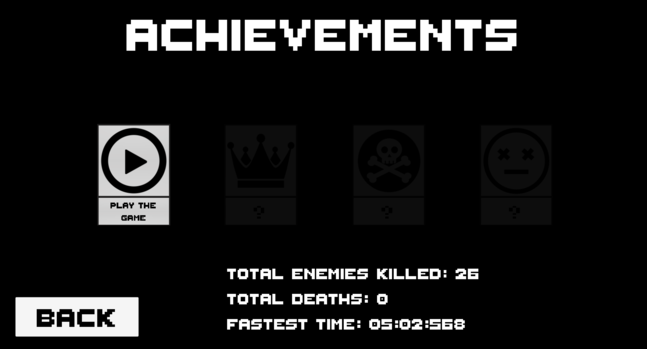 ACHIEVEMENTS
PLAY THE
GAME
?
?
?
TOTAL ENEMIES KILLED: 26
TOTAL DEATHS: 0
FASTEST TIME: 05:02:568
BACK